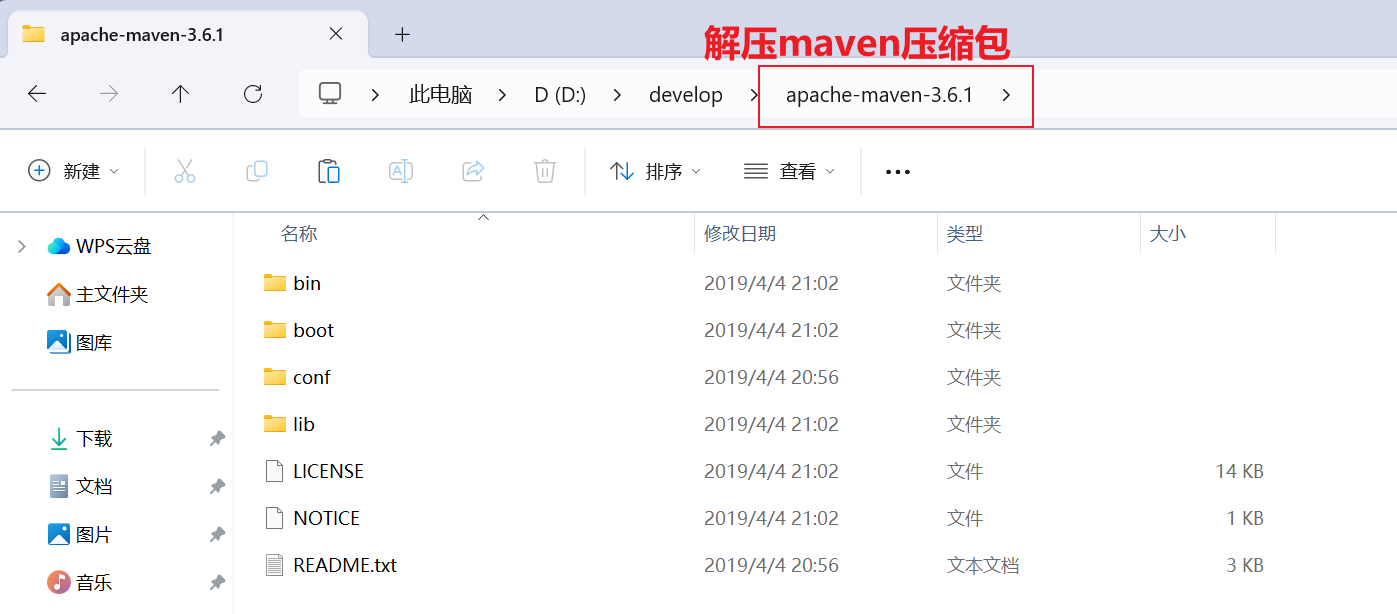 apache-maven-3.6.1
解压maven压缩包
此电脑 D (D:) develop apache-maven-3.6.1
新建 排序 查看
名称 修改日期 类型 大小
WPS云盘
主文件夹
图库
下载
文档
图片
音乐
bin 2019/4/4 21:02 文件夹
boot 2019/4/4 21:02 文件夹
conf 2019/4/4 20:56 文件夹
lib 2019/4/4 21:02 文件夹
LICENSE 2019/4/4 21:02 文件 14 KB
NOTICE 2019/4/4 21:02 文件 1 KB
README.txt 2019/4/4 20:56 文本文档 3 KB